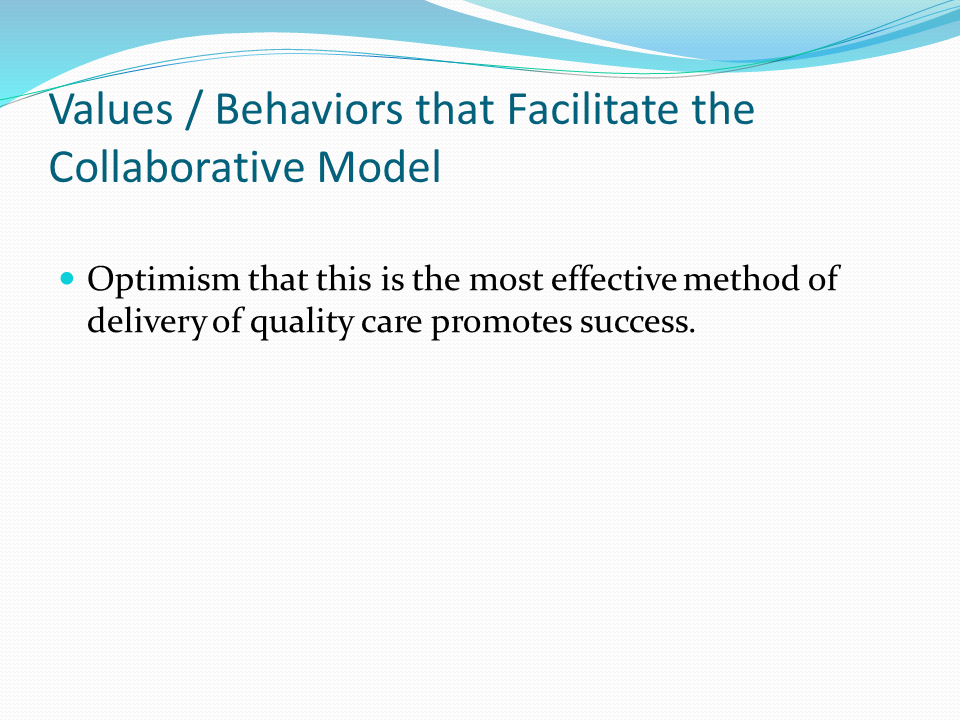 Values / Behaviors that Facilitate the
Collaborative Model
Optimism that this is the most effective method of
delivery of quality care promotes success.